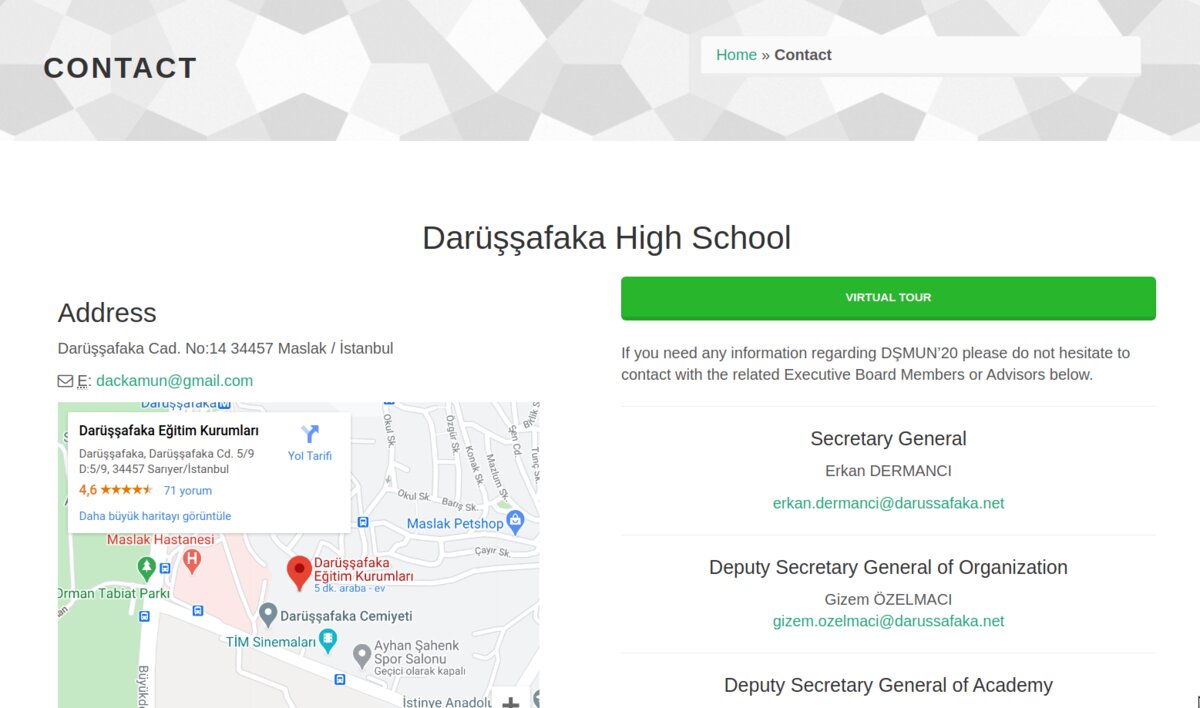 CONTACT
Home » Contact
Darüşşafaka High School
Address
Darüşşafaka Cad. No:14 34457 Maslak / İstanbul
E: dackamun@gmail.com
Darüşşafaka
Darüşşafaka Eğitim Kurumları
Darüşşafaka, Darüşşafaka Cd. 5/9
D:5/9, 34457 Sarıyer/İstanbul
4,6 71 yorum
Daha büyük haritayı görüntüle
Yol Tarifi
Okul Sk.
Özgür Sk.
Konak Sk.
Mazlum Sk.
Şen Cd.
Tunç Sk.
Okul Sk.
Barış Sk.
Maslak Petshop
Çayır Sk.
Maslak Hastanesi
H
Darüşşafaka
Eğitim Kurumları
5 dk. araba - ev
Orman Tabiat Parkı
Darüşşafaka Cemiyeti
TİM Sinemaları
Ayhan Şahenk
Spor Salonu
Geçici olarak kapalı
İstinye Anadolu
VIRTUAL TOUR
If you need any information regarding DŞMUN’20 please do not hesitate to
contact with the related Executive Board Members or Advisors below.
Secretary General
Erkan DERMANCI
erkan.dermanci@darussafaka.net
Deputy Secretary General of Organization
Gizem ÖZELMACI
gizem.ozelmaci@darussafaka.net
Deputy Secretary General of Academy